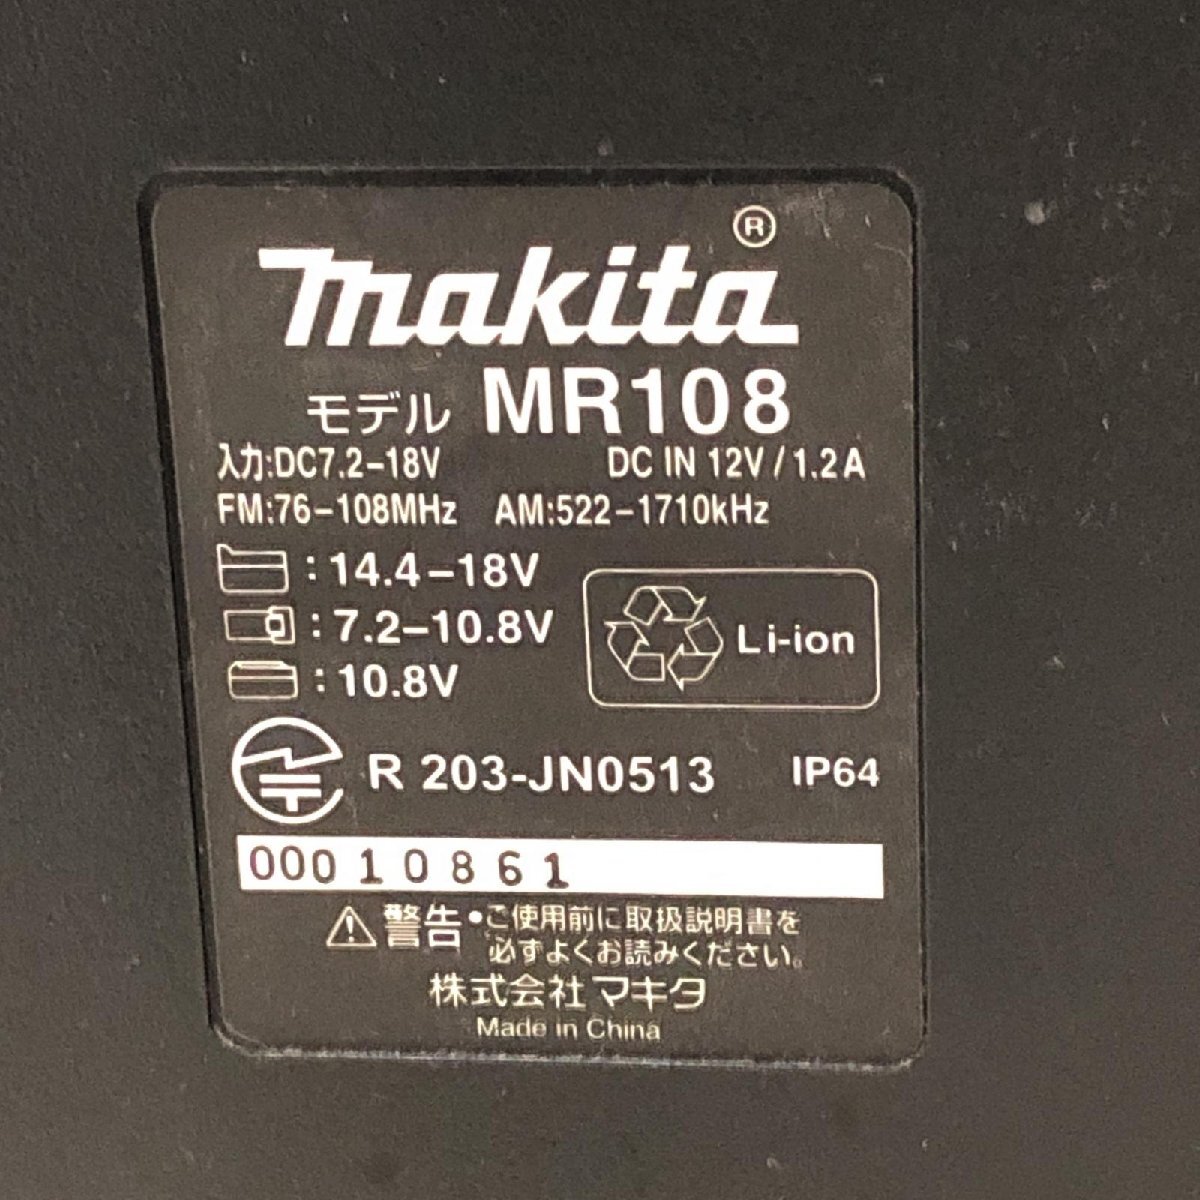 makita®
モデル MR108
入力:DC7.2-18V DC IN 12V / 1.2A
FM:76-108MHz AM:522-1710kHz
:14.4-18V
:7.2-10.8V
:10.8V
Li-ion
R 203-JN0513 IP64
00010861
⚠警告 •ご使用前に取扱説明書を
必ずよくお読みください。
株式会社マキタ
Made in China